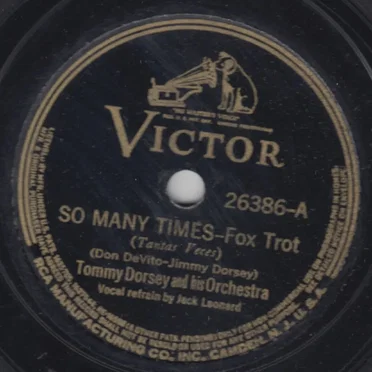 "HIS MASTER'S VOICE"
VICTOR
26386-A
SO MANY TIMES-Fox Trot
(Tantas Veces)
(Don DeVito-Jimmy Dorsey)
Tommy Dorsey and his Orchestra
Vocal refrain by Jack Leonard
RCA MANUFACTURING CO. INC. CAMDEN, N. J., U. S. A.